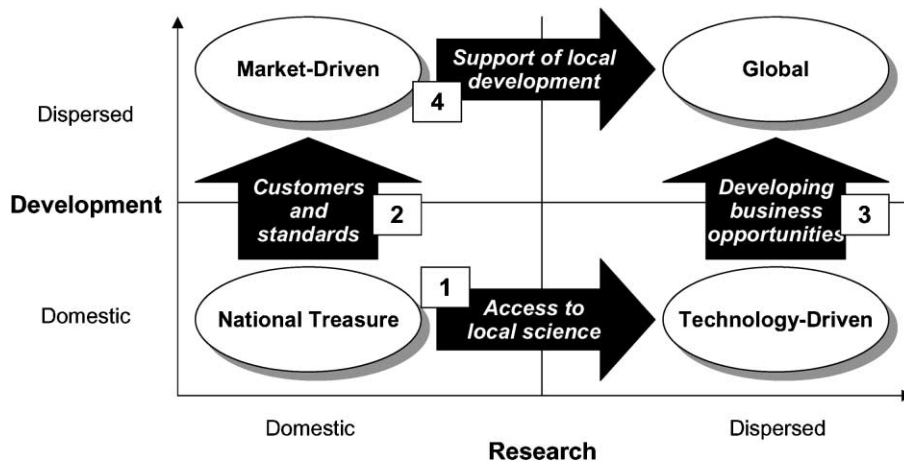 Market-Driven
Support of local
development
Global
4
Dispersed
Customers
and
standards
2
Developing
business
opportunities
3
Development
1
Domestic
National Treasure
Access to
local science
Technology-Driven
Domestic
Dispersed
Research